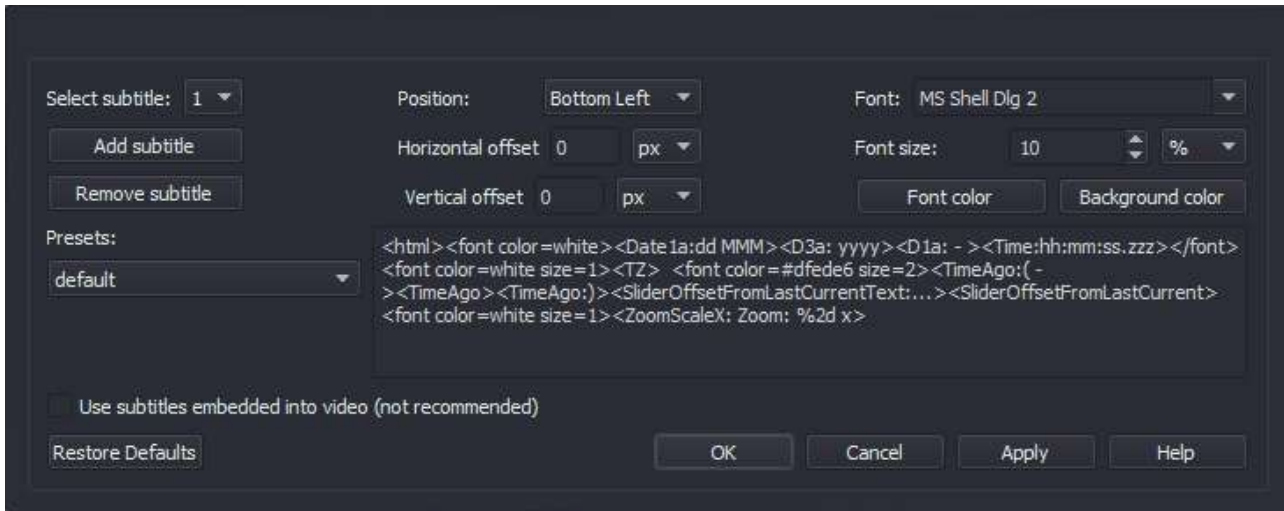 Select subtitle: 1
Position: Bottom Left
Font: MS Shell Dlg 2
Add subtitle
Horizontal offset 0 px
Font size: 10 %
Remove subtitle
Vertical offset 0 px
Font color
Background color
Presets:
default
<html><font color=white><Date1a:dd MMM><D3a: yyyy><D1a: - ><Time:hh:mm:ss.zzz></font>
<font color=white size=1><TZ>  <font color=#dfede6 size=2><TimeAgo:( -
><TimeAgo><TimeAgo:)><SliderOffsetFromLastCurrentText:...><SliderOffsetFromLastCurrent>
<font color=white size=1><ZoomScaleX: Zoom: %2d x>
Use subtitles embedded into video (not recommended)
Restore Defaults
OK
Cancel
Apply
Help